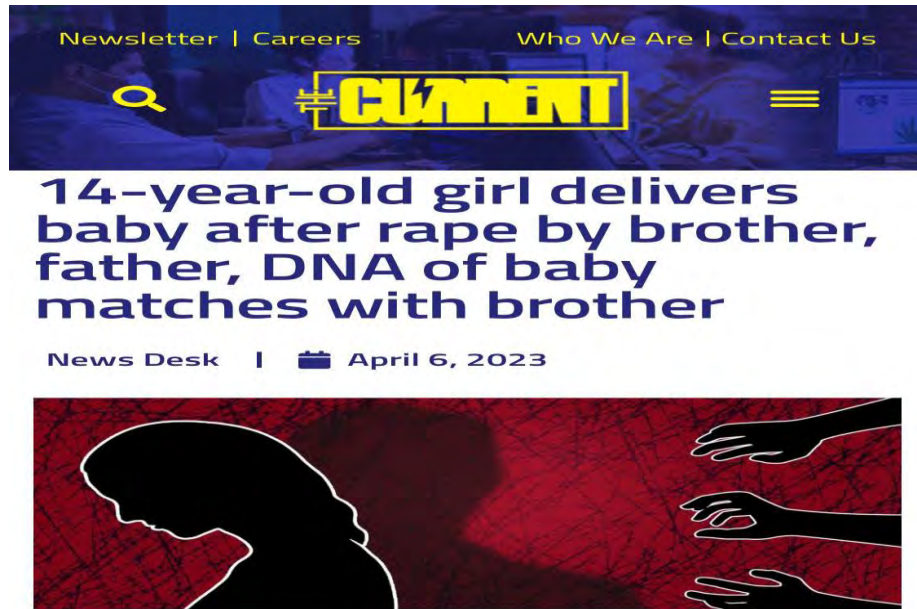 Newsletter | Careers
Who We Are | Contact Us
THE CURRENT
14-year-old girl delivers
baby after rape by brother,
father, DNA of baby
matches with brother
News Desk | April 6, 2023